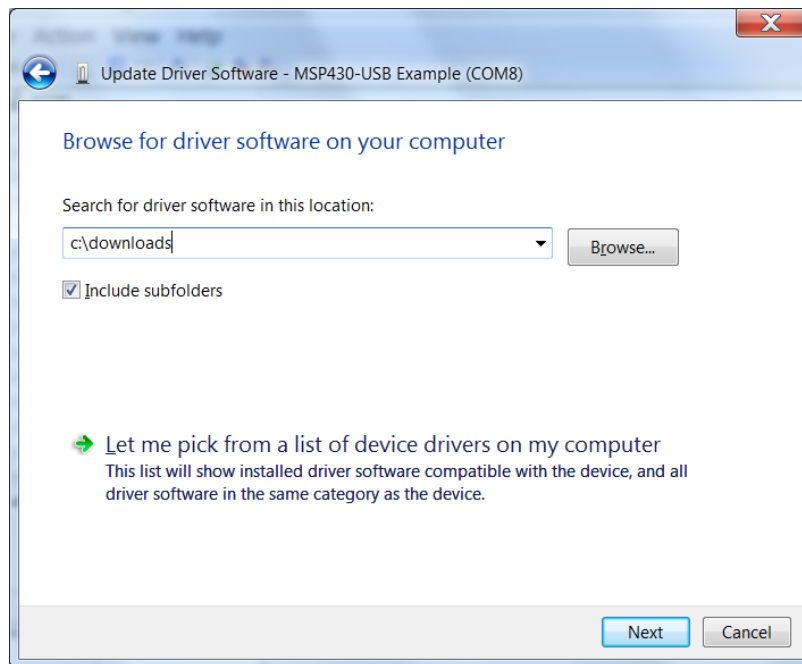 Action View Help
Update Driver Software - MSP430-USB Example (COM8)
Browse for driver software on your computer
Search for driver software in this location:
c:\downloads
Browse...
Include subfolders
Let me pick from a list of device drivers on my computer
This list will show installed driver software compatible with the device, and all
driver software in the same category as the device.
Next
Cancel